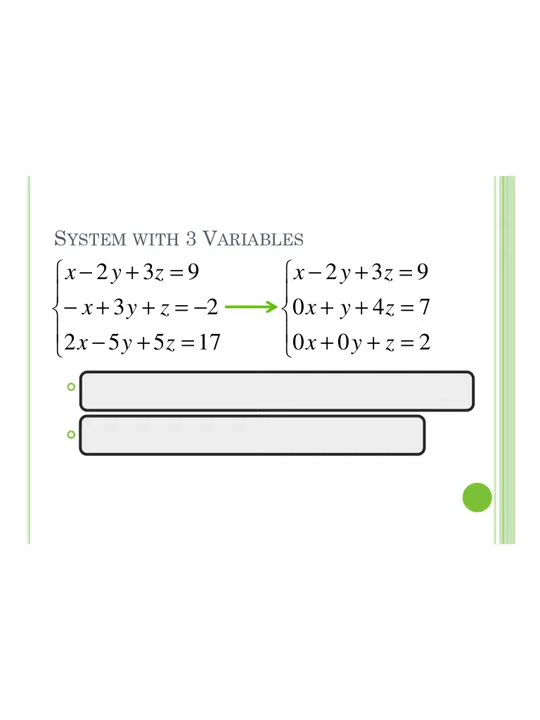 SYSTEM WITH 3 VARIABLES
x − 2y + 3z = 9
− x + 3y + z = −2
2x − 5y + 5z = 17
x − 2y + 3z = 9
0x + y + 4z = 7
0x + 0y + z = 2